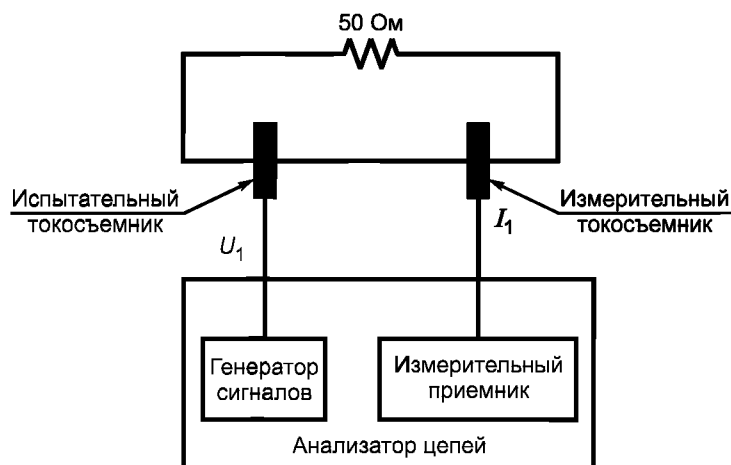 50 Ом
Испытательный
токосъемник
Измерительный
токосъемник
U1
I1
Генератор
сигналов
Измерительный
приемник
Анализатор цепей